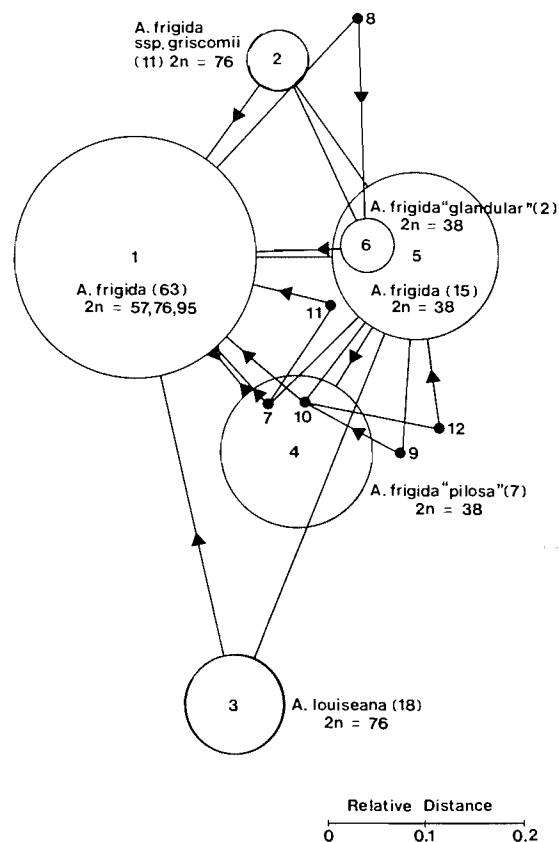 A. frigida
ssp. griscomii
(11) 2n = 76
2
8
A. frigida "glandular" (2)
2n = 38
6
5
1
A. frigida (63)
2n = 57,76,95
A. frigida (15)
2n = 38
11
7
10
12
4
9
A. frigida "pilosa" (7)
2n = 38
3
A. louiseana (18)
2n = 76
Relative Distance
0 0.1 0.2